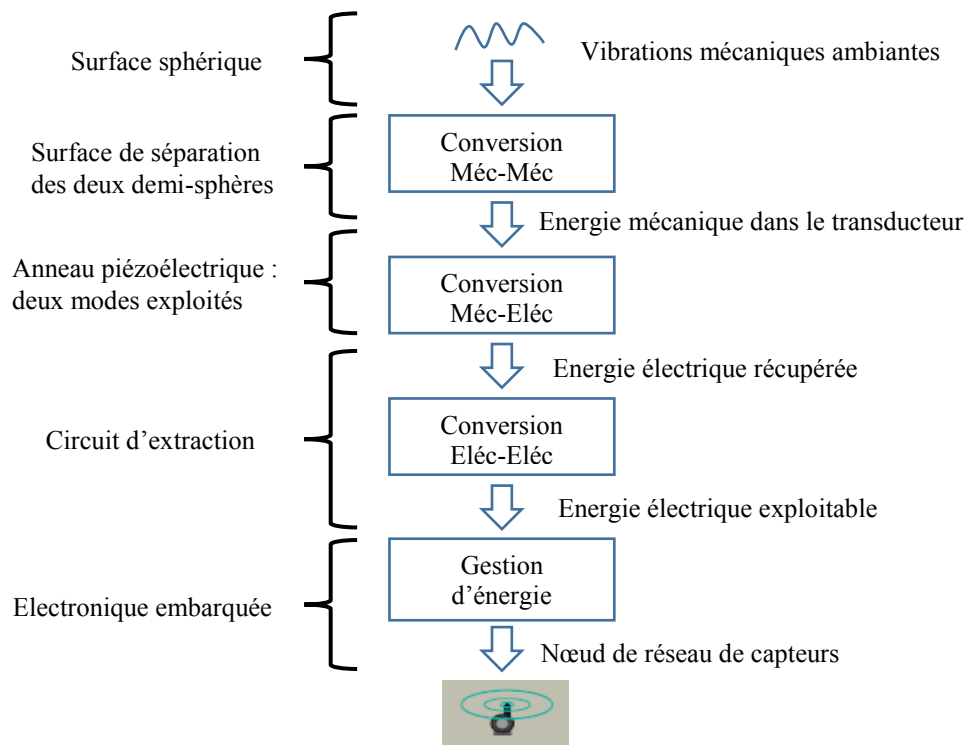 Surface sphérique
Vibrations mécaniques ambiantes
Conversion
Méc-Méc
Surface de séparation
des deux demi-sphères
Energie mécanique dans le transducteur
Anneau piézoélectrique :
deux modes exploités
Conversion
Méc-Eléc
Energie électrique récupérée
Circuit d’extraction
Conversion
Eléc-Eléc
Energie électrique exploitable
Gestion
d’énergie
Electronique embarquée
Nœud de réseau de capteurs